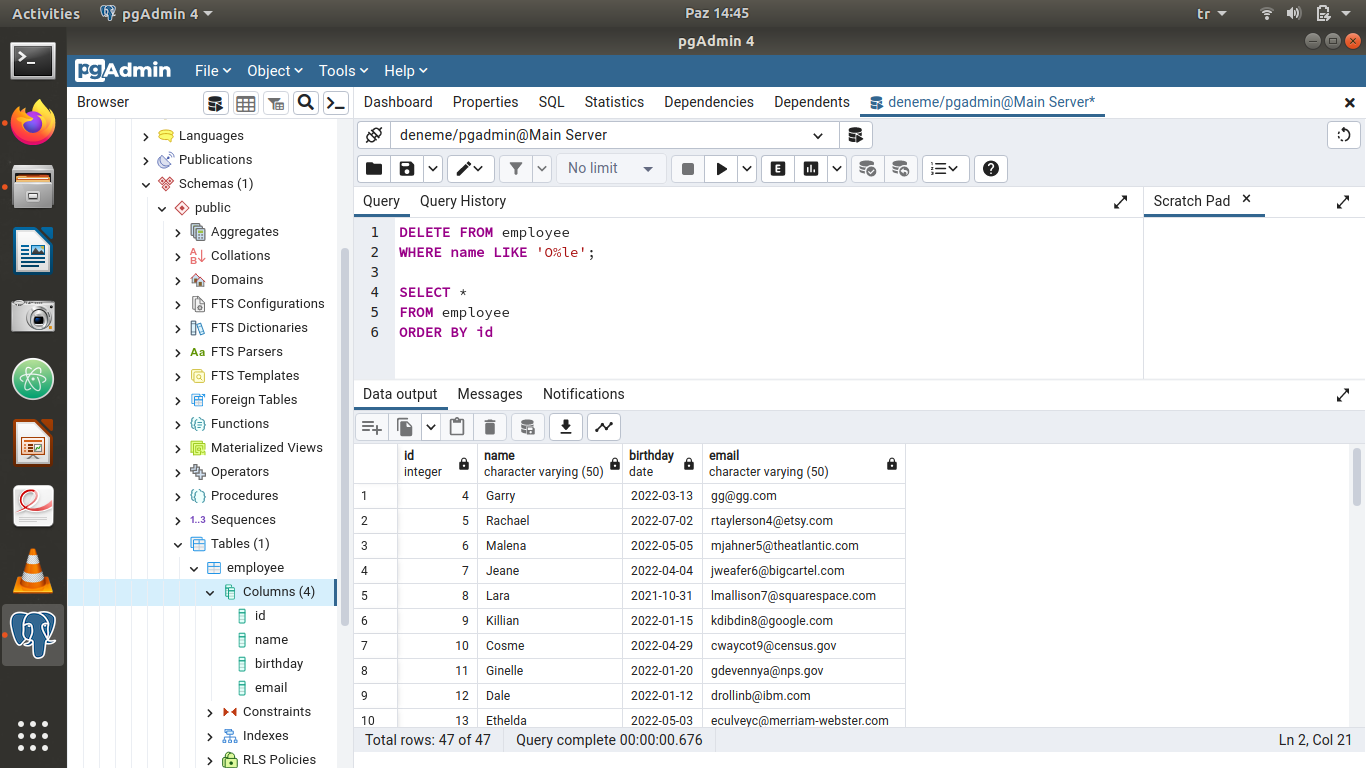 Activities
pgAdmin 4
Paz 14:45
tr
pgAdmin 4
pgAdmin
File
Object
Tools
Help
Browser
Languages
Publications
Schemas (1)
public
Aggregates
Collations
Domains
FTS Configurations
FTS Dictionaries
Aa FTS Parsers
FTS Templates
Foreign Tables
Functions
Materialized Views
Operators
Procedures
1..3 Sequences
Tables (1)
employee
Columns (4)
id
name
birthday
email
Constraints
Indexes
RLS Policies
Dashboard
Properties
SQL
Statistics
Dependencies
Dependents
deneme/pgadmin@Main Server*
deneme/pgadmin@Main Server
No limit
E
Query
Query History
Scratch Pad
1 DELETE FROM employee
2 WHERE name LIKE 'O%le';
3
4 SELECT *
5 FROM employee
6 ORDER BY id
Data output
Messages
Notifications
id integer
name character varying (50)
birthday date
email character varying (50)
1 4 Garry 2022-03-13 gg@gg.com
2 5 Rachael 2022-07-02 rtaylerson4@etsy.com
3 6 Malena 2022-05-05 mjahner5@theatlantic.com
4 7 Jeane 2022-04-04 jweafer6@bigcartel.com
5 8 Lara 2021-10-31 lmallison7@squarespace.com
6 9 Killian 2022-01-15 kdibdin8@google.com
7 10 Cosme 2022-04-29 cwaycot9@census.gov
8 11 Ginelle 2022-01-20 gdevennya@nps.gov
9 12 Dale 2022-01-12 drollinb@ibm.com
10 13 Ethelda 2022-05-03 eculveyc@merriam-webster.com
Total rows: 47 of 47
Query complete 00:00:00.676
Ln 2, Col 21